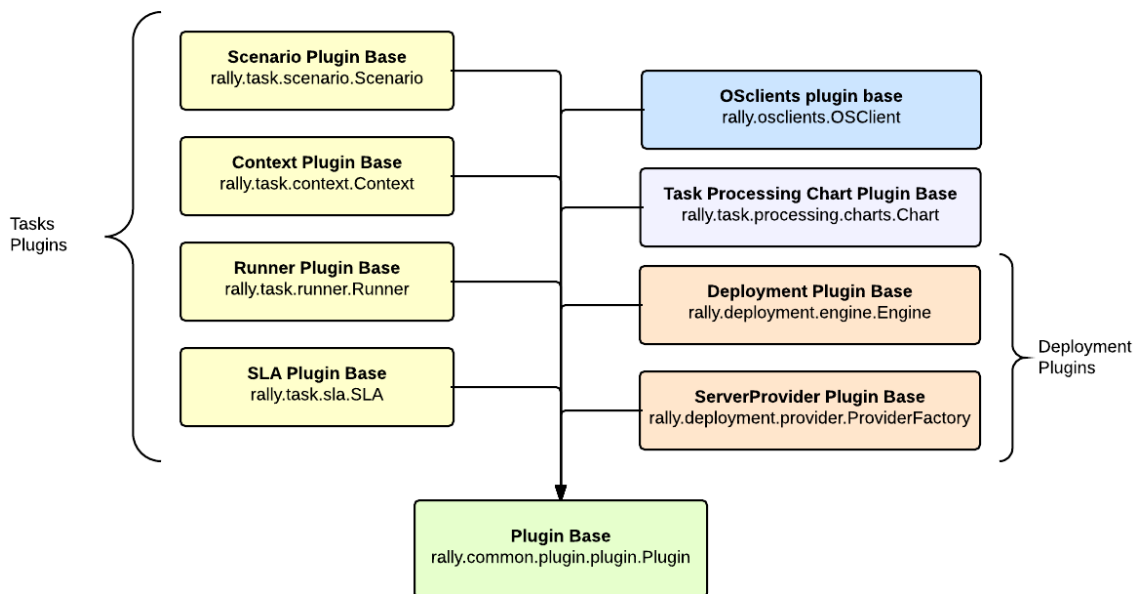 Tasks
Plugins
Scenario Plugin Base
rally.task.scenario.Scenario
Context Plugin Base
rally.task.context.Context
Runner Plugin Base
rally.task.runner.Runner
SLA Plugin Base
rally.task.sla.SLA
OSclients plugin base
rally.osclients.OSClient
Task Processing Chart Plugin Base
rally.task.processing.charts.Chart
Deployment Plugin Base
rally.deployment.engine.Engine
ServerProvider Plugin Base
rally.deployment.provider.ProviderFactory
Deployment
Plugins
Plugin Base
rally.common.plugin.plugin.Plugin